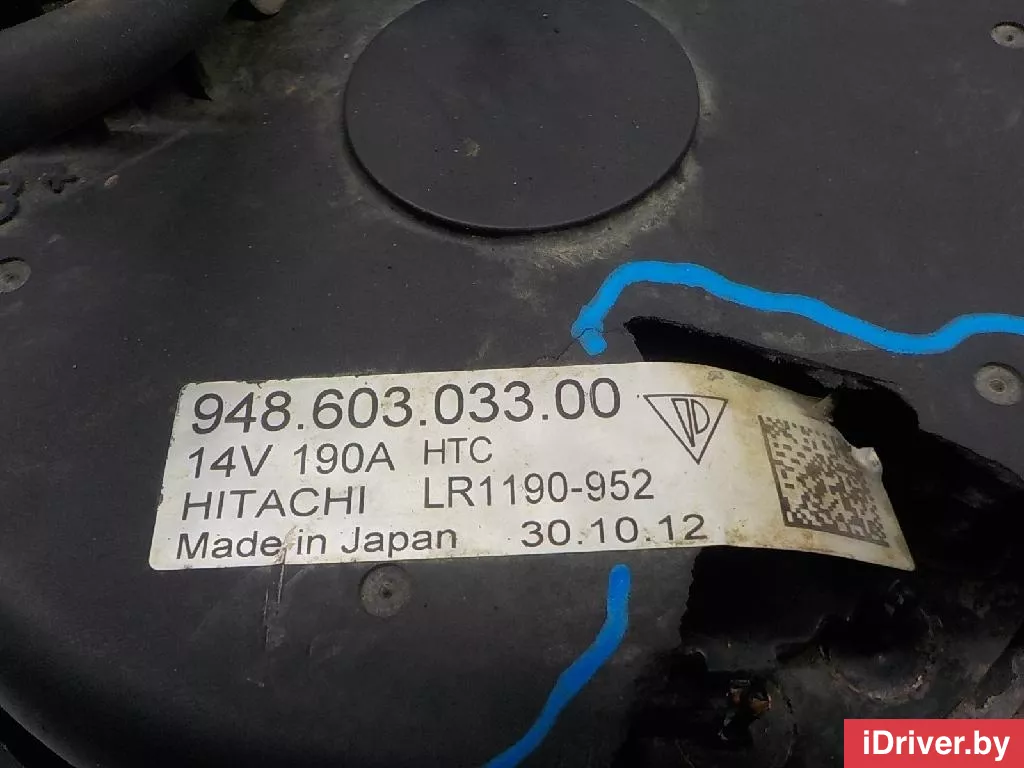 948.603.033.00
14V 190A HTC
HITACHI LR1190-952
Made in Japan 30.10.12
iDriver.by